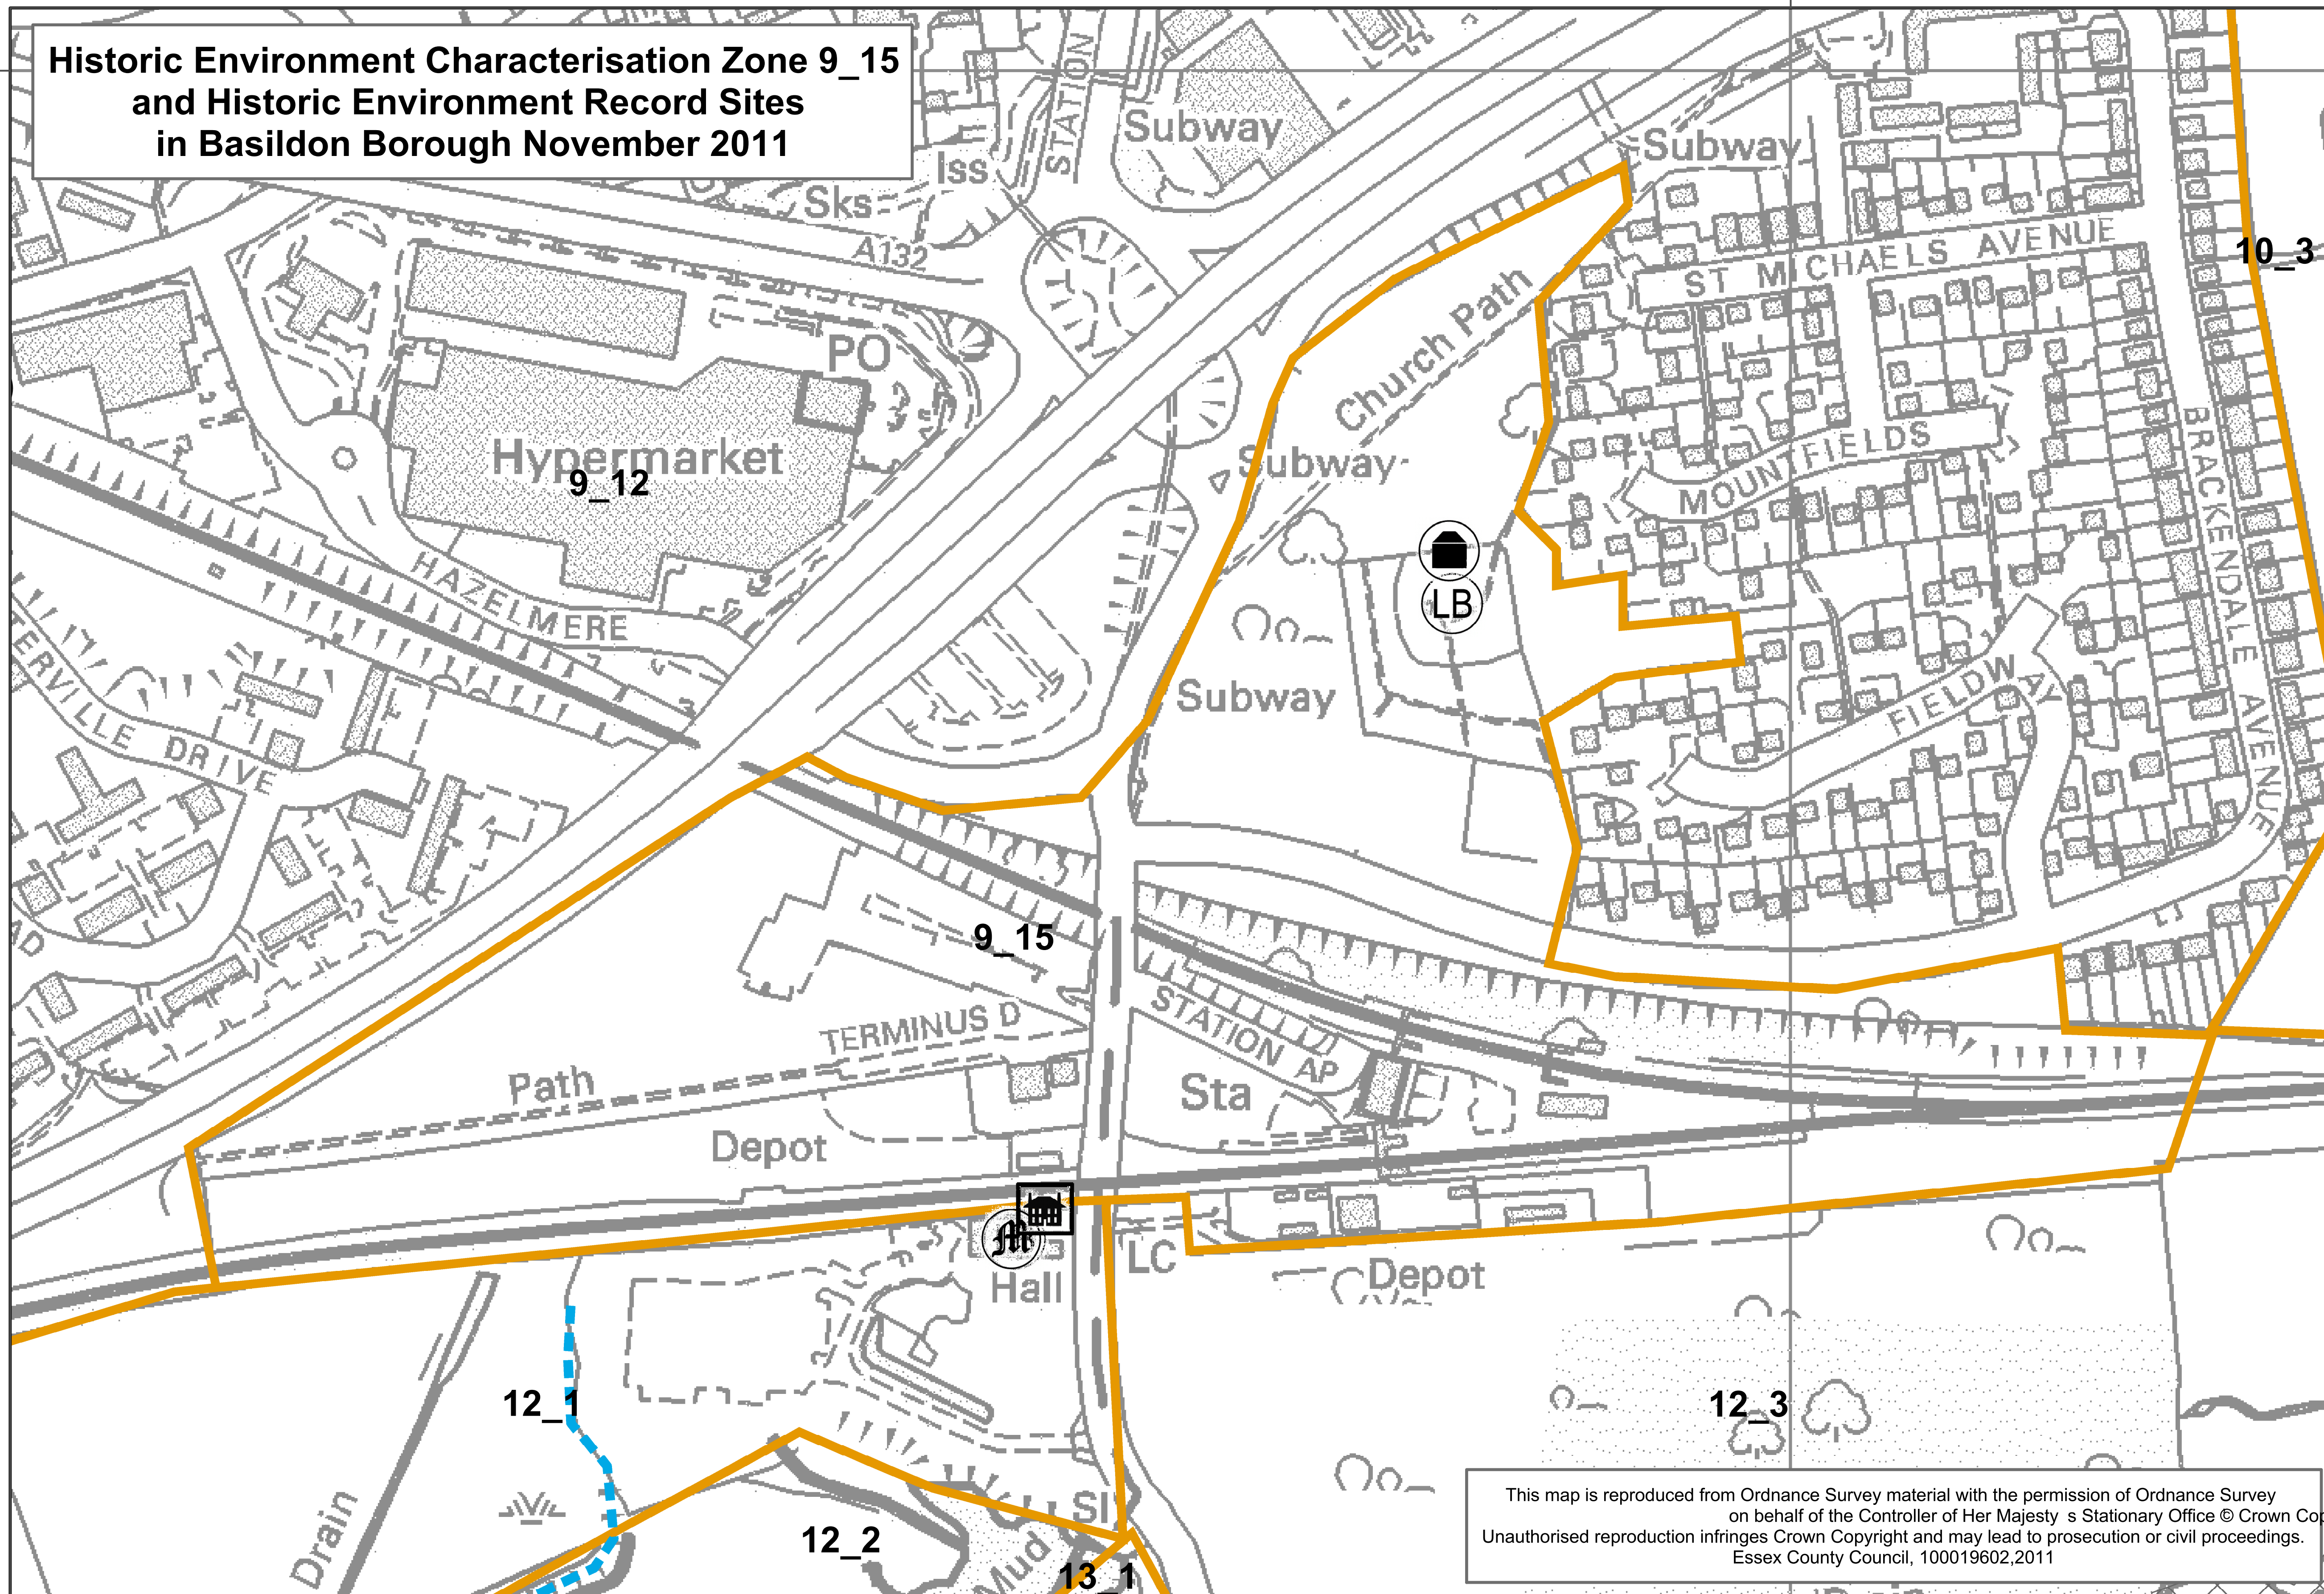 Historic Environment Characterisation Zone 9_15
and Historic Environment Record Sites
in Basildon Borough November 2011
STATION
Subway
Iss
Sks
A132
Subway
ST MICHAELS AVENUE
10_3
Church Path
PO
Hypermarket
9_12
Subway
MOUNTFIELDS
BRACKENDALE AVENUE
HAZELMERE
LB
Subway
FIELDWAY
TERVILLE DRIVE
AD
9_15
TERMINUS D
STATION AP
Path
Sta
Depot
M
Hall
LC
Depot
12_1
12_3
Drain
12_2
Sl
Mud
13_1
This map is reproduced from Ordnance Survey material with the permission of Ordnance Survey
on behalf of the Controller of Her Majesty s Stationary Office © Crown Cop
Unauthorised reproduction infringes Crown Copyright and may lead to prosecution or civil proceedings.
Essex County Council, 100019602,2011